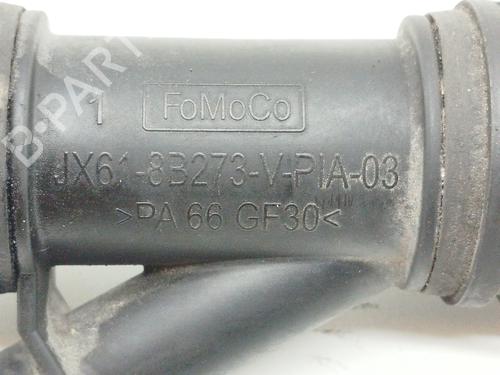 B-PARTS
1 FoMoCo
JX61-8B273-V-PIA-03
>PA 66 GF30<